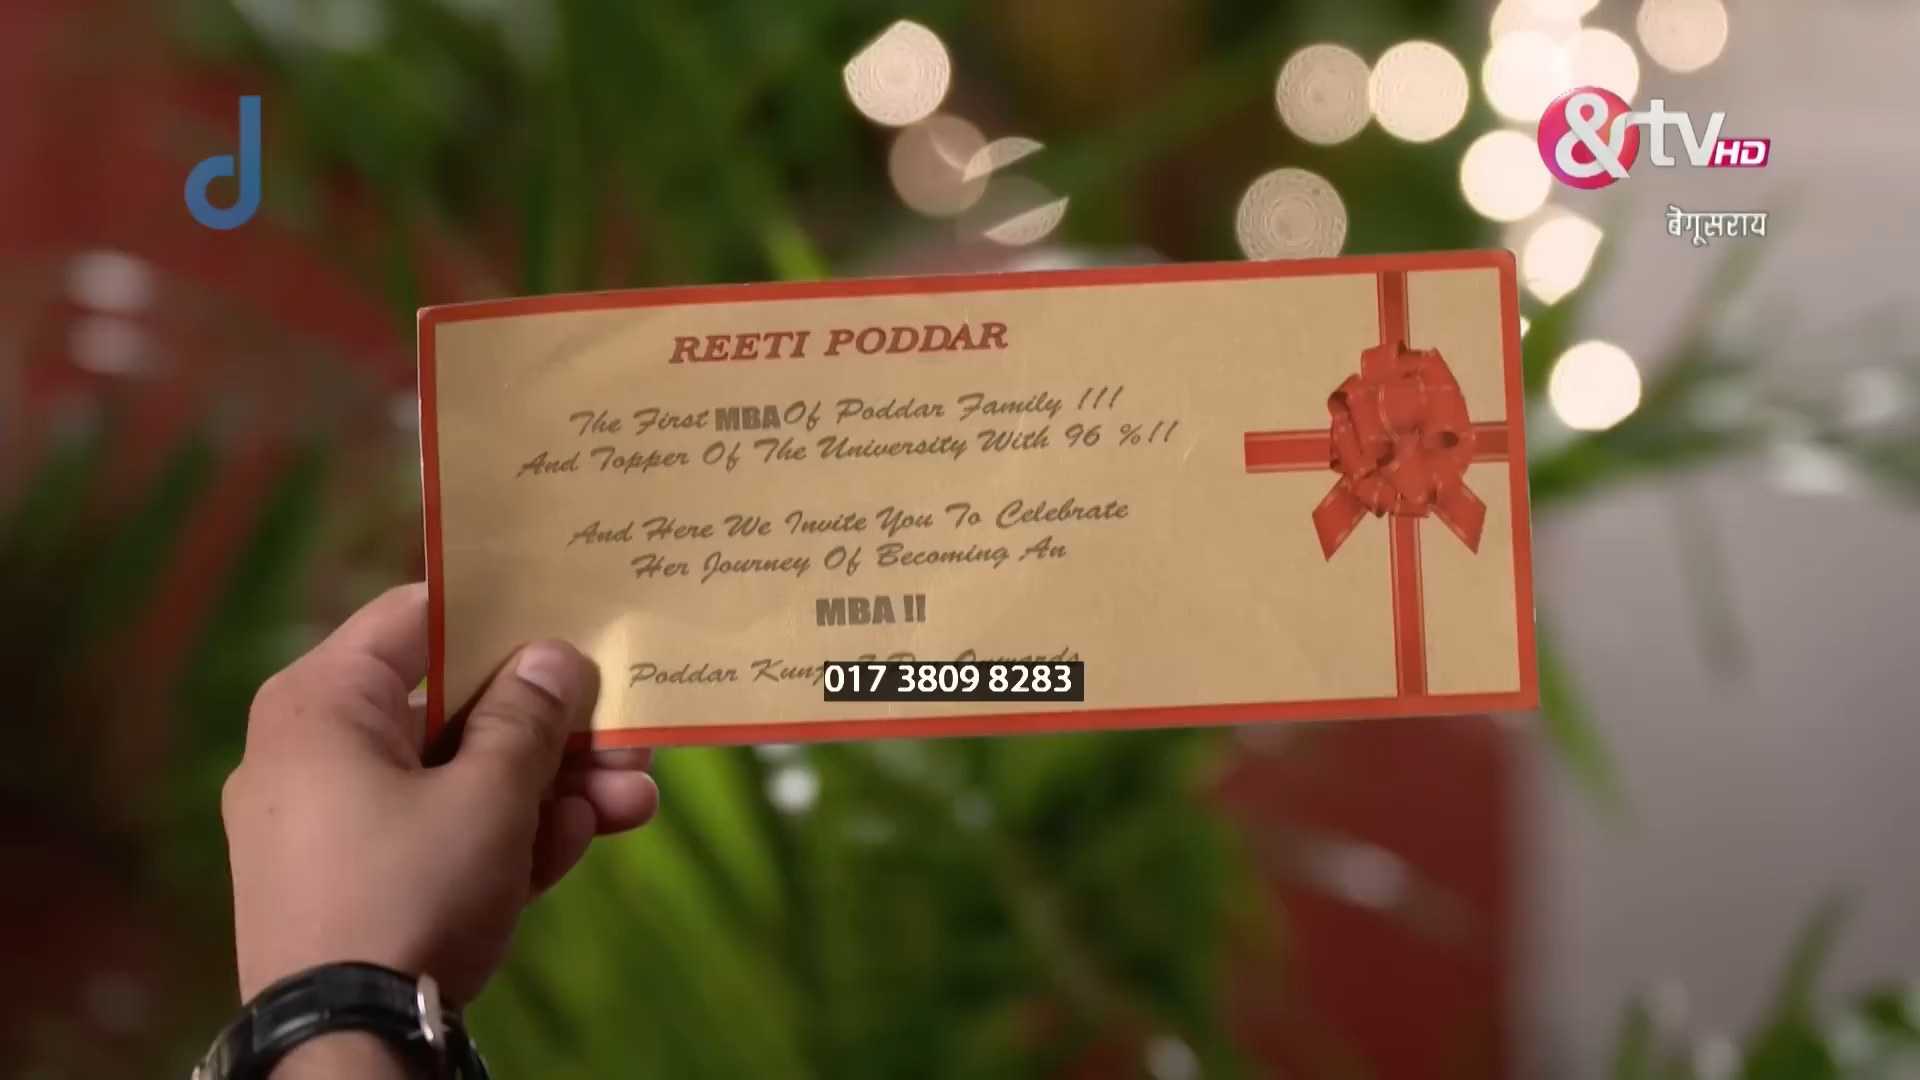 &tv HD
बेगूसराय
REETI PODDAR
The First MBA Of Poddar Family !!!
And Topper Of The University With 96 %!!
And Here We Invite You To Celebrate
Her Journey Of Becoming An
MBA !!
Poddar
017 3809 8283